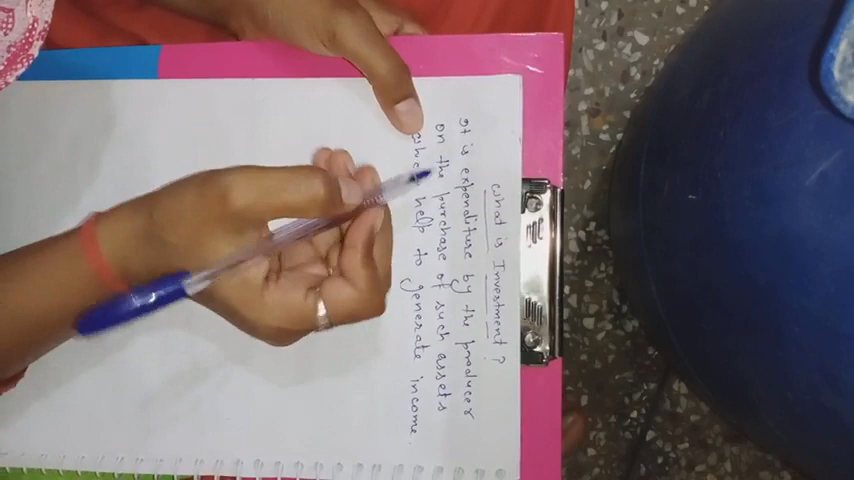 What is Investment?
It is expenditure by the producer
on the purchase of such assets
which help to generate income.